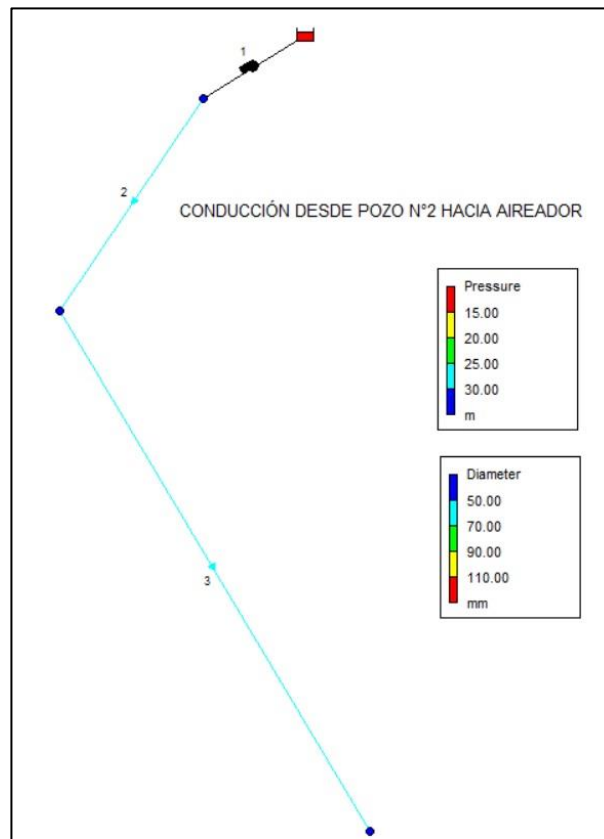 1
2
CONDUCCIÓN DESDE POZO N°2 HACIA AIREADOR
Pressure
15.00
20.00
25.00
30.00
m
Diameter
50.00
70.00
90.00
110.00
mm
3